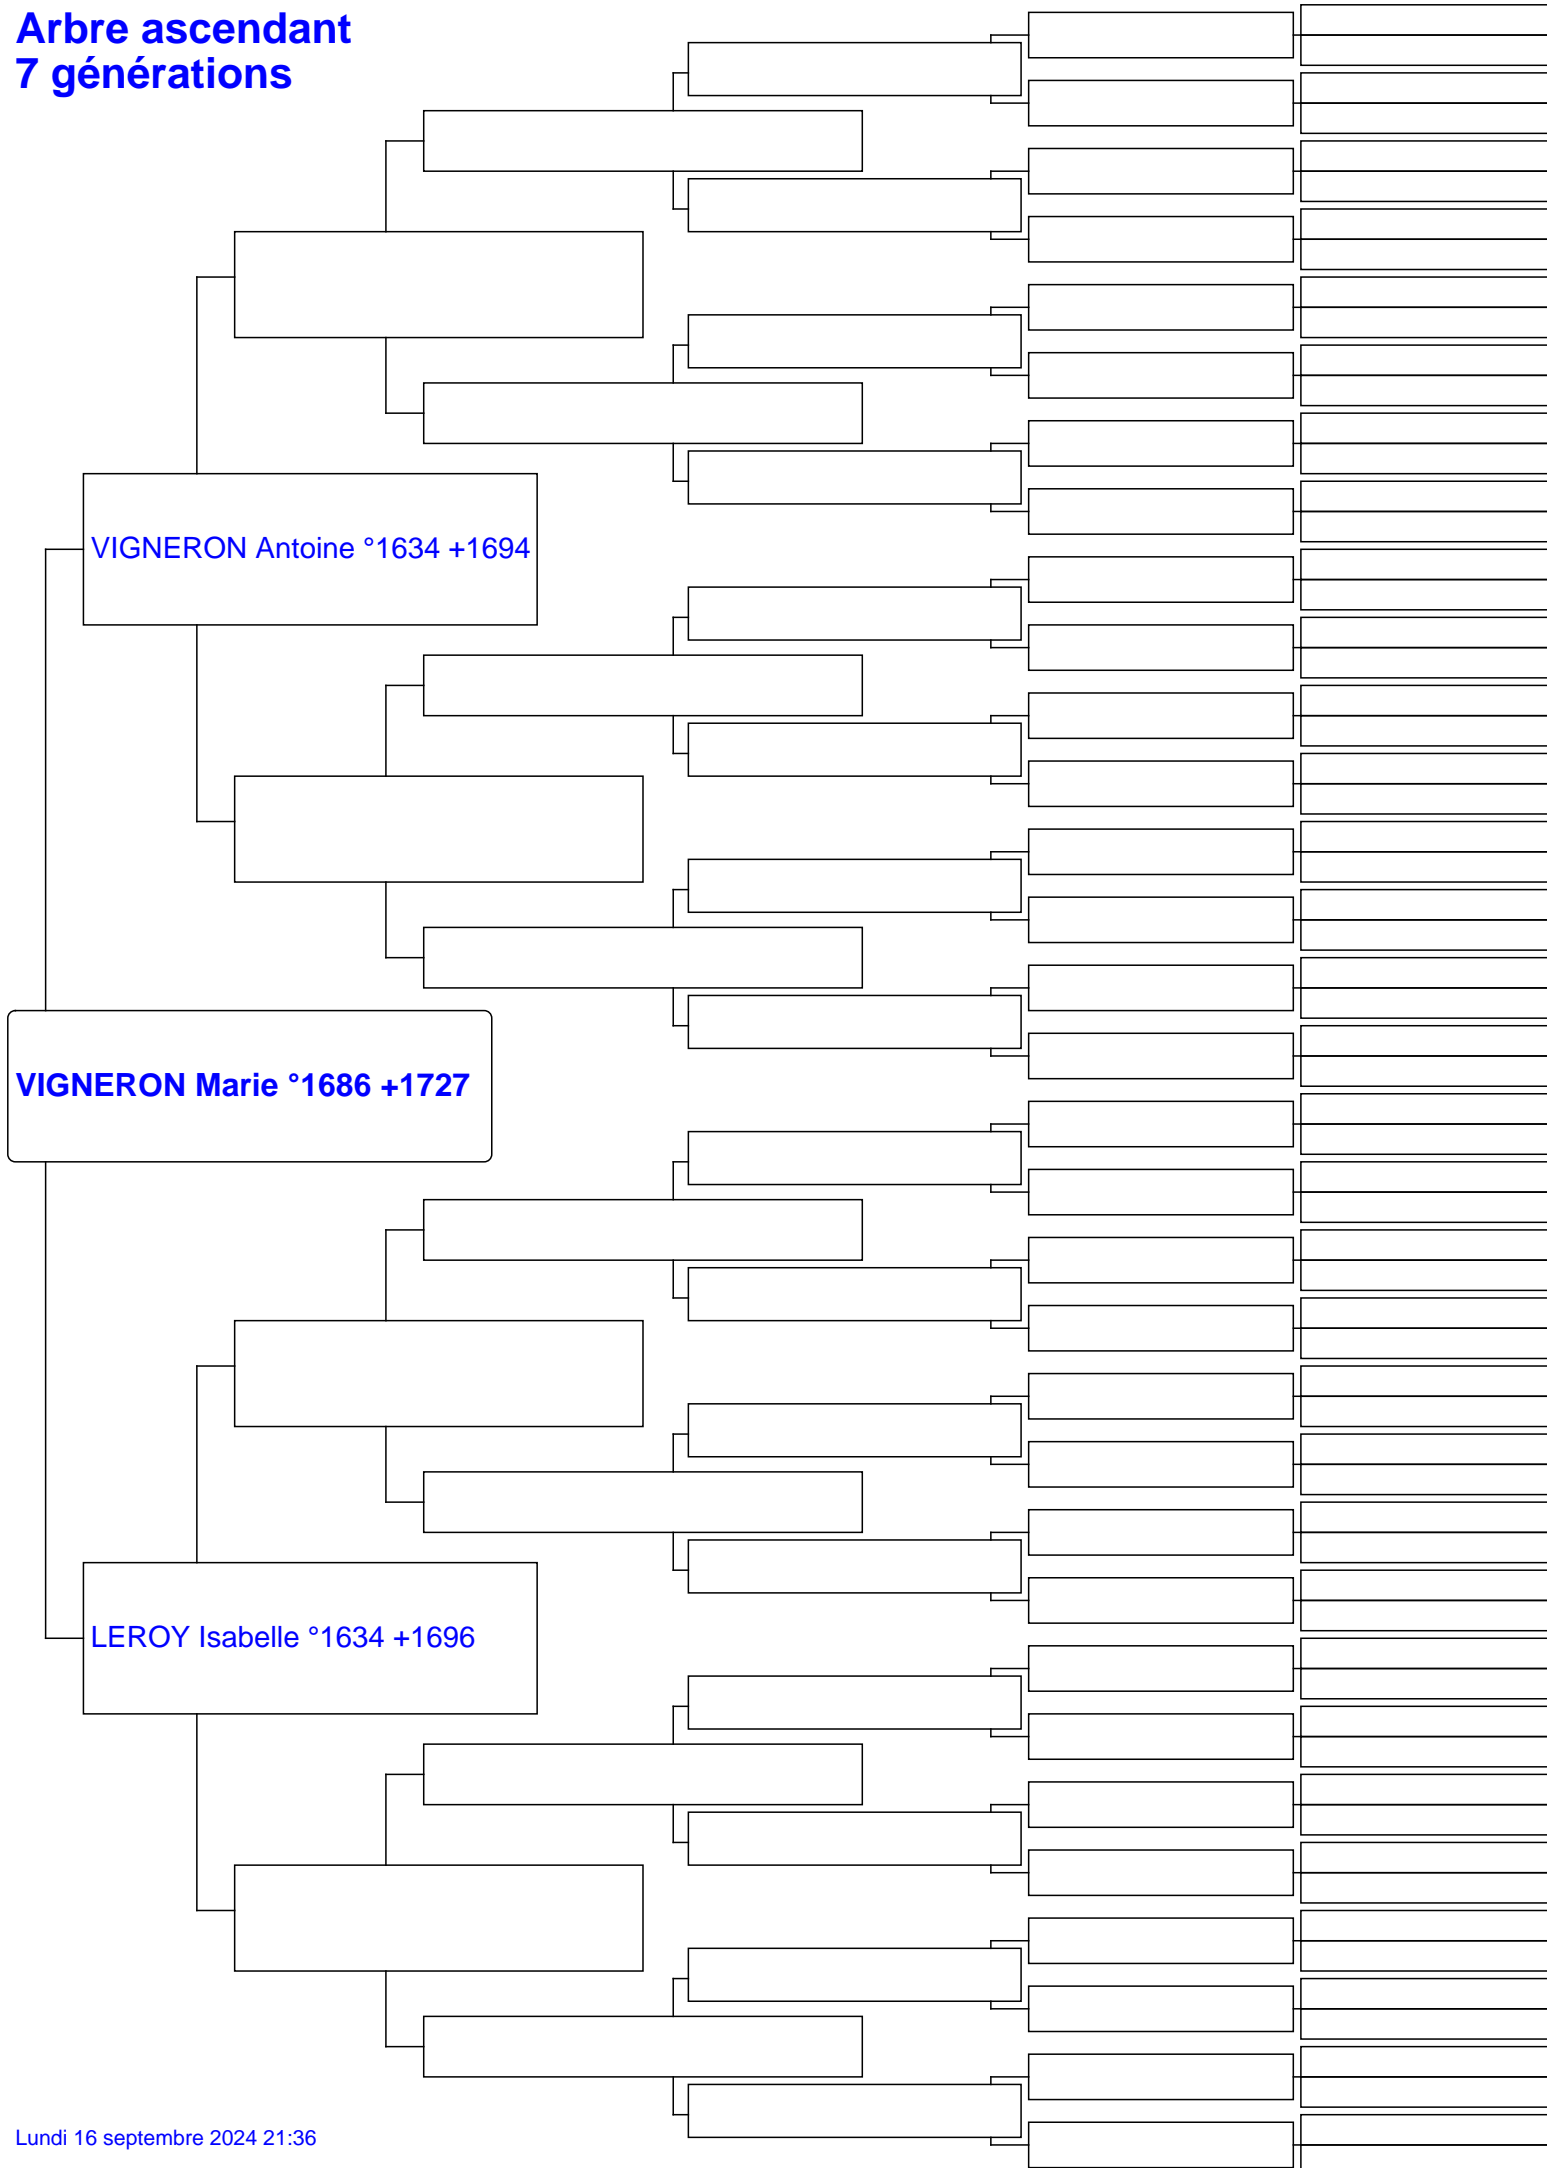 Arbre ascendant
7 générations
VIGNERON Antoine °1634 +1694
VIGNERON Marie °1686 +1727
LEROY Isabelle °1634 +1696
Lundi 16 septembre 2024 21:36